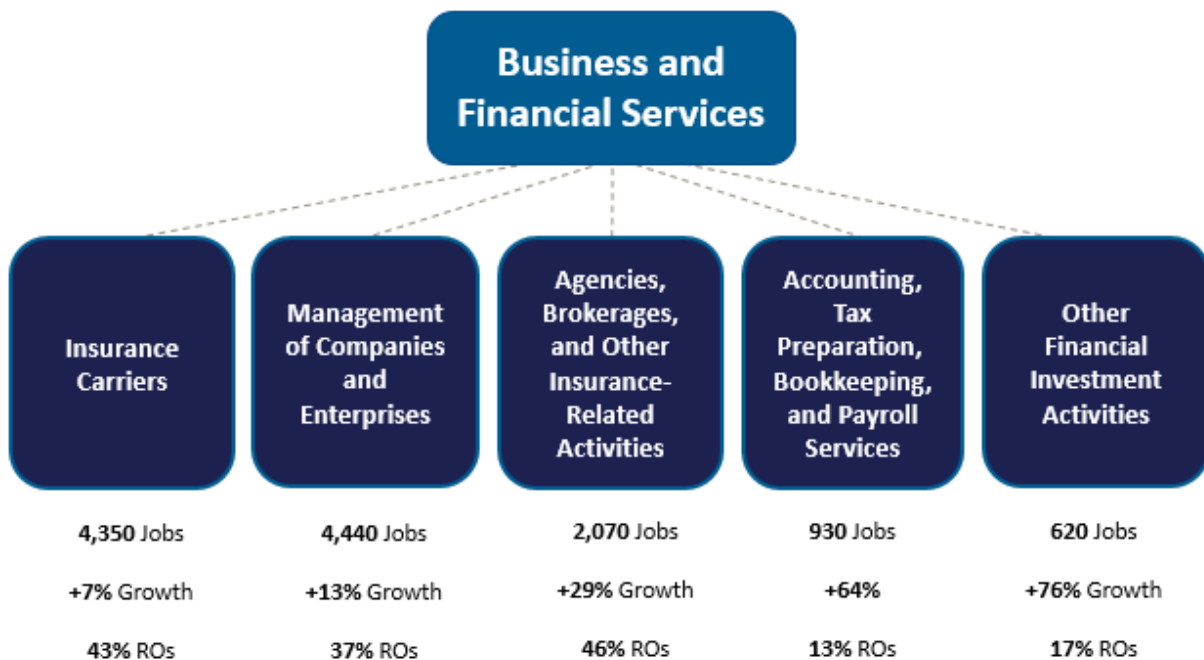 Business and
Financial Services
Insurance
Carriers
Management
of Companies
and
Enterprises
Agencies,
Brokerages,
and Other
Insurance-
Related
Activities
Accounting,
Tax
Preparation,
Bookkeeping,
and Payroll
Services
Other
Financial
Investment
Activities
4,350 Jobs
4,440 Jobs
2,070 Jobs
930 Jobs
620 Jobs
+7% Growth
+13% Growth
+29% Growth
+64%
+76% Growth
43% ROs
37% ROs
46% ROs
13% ROs
17% ROs